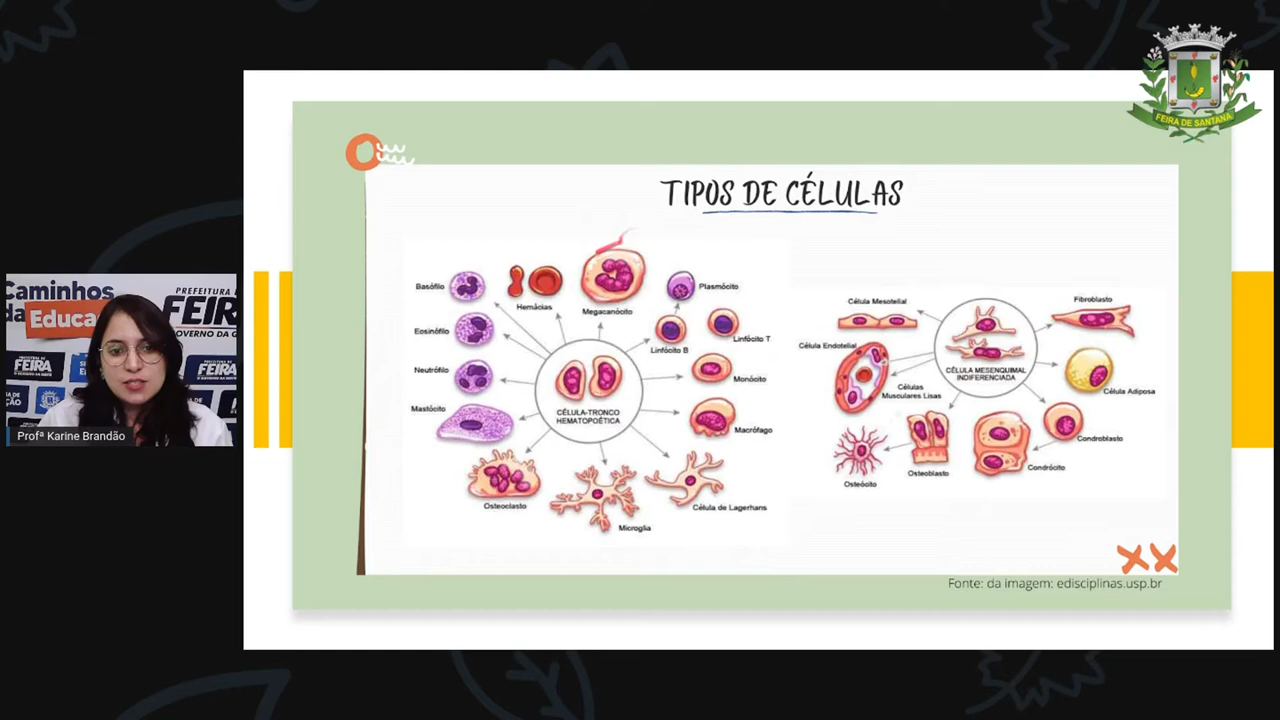 FEIRA DE SANTANA
TIPOS DE CÉLULAS
Basófilo
Hemácias
Megacariócito
Plasmócito
Eosinófilo
Linfócito B
Linfócito T
Neutrófilo
Monócito
Mastócito
CÉLULA-TRONCO
HEMATOPOÉTICA
Macrófago
Osteoclasto
Microglia
Célula de Lagerhans
Célula Mesotelial
Fibroblasto
Célula Endotelial
CÉLULA MESENQUIMAL
INDIFERENCIADA
Células
Musculares Lisas
Célula Adiposa
Condroblasto
Condrócito
Osteoblasto
Osteócito
Fonte: da imagem: edisciplinas.usp.br
Caminhos
da Educa
PREFEITURA D
FEIR
GOVERNO DA G
PREFEITURA DE
FEIRA
Profª Karine Brandão